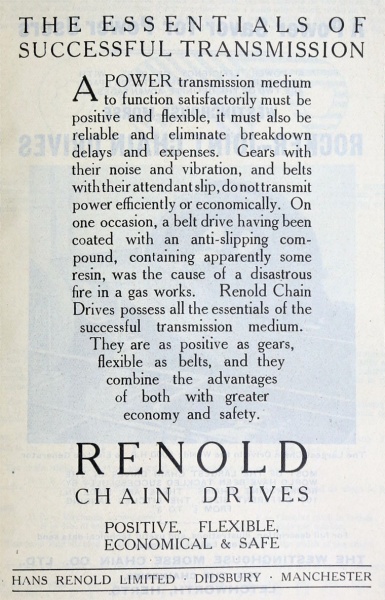 THE ESSENTIALS OF
SUCCESSFUL TRANSMISSION
A POWER transmission medium
to function satisfactorily must be
positive and flexible, it must also be
reliable and eliminate breakdown
delays and expenses. Gears with
their noise and vibration, and belts
with their attendant slip, do not transmit
power efficiently or economically. On
one occasion, a belt drive having been
coated with an anti-slipping com-
pound, containing apparently some
resin, was the cause of a disastrous
fire in a gas works. Renold Chain
Drives possess all the essentials of the
successful transmission medium.
They are as positive as gears,
flexible as belts, and they
combine the advantages
of both with greater
economy and safety.
RENOLD
CHAIN DRIVES
POSITIVE, FLEXIBLE,
ECONOMICAL & SAFE
HANS RENOLD LIMITED · DIDSBURY · MANCHESTER